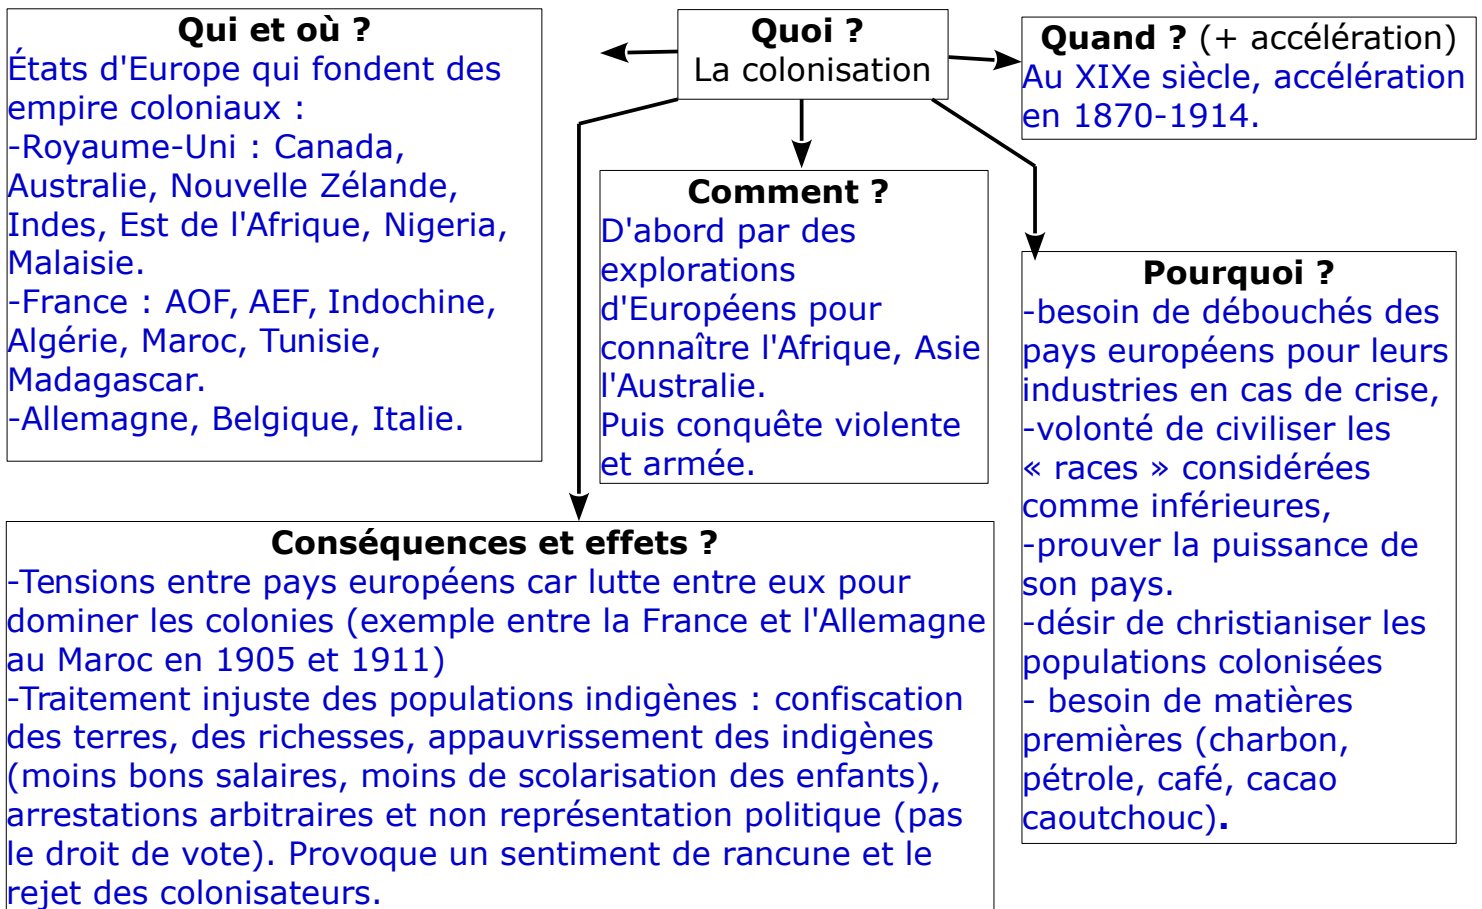 Qui et où ?
États d'Europe qui fondent des
empire coloniaux :
-Royaume-Uni : Canada,
Australie, Nouvelle Zélande,
Indes, Est de l'Afrique, Nigeria,
Malaisie.
-France : AOF, AEF, Indochine,
Algérie, Maroc, Tunisie,
Madagascar.
-Allemagne, Belgique, Italie.
Quoi ?
La colonisation
Quand ? (+ accélération)
Au XIXe siècle, accélération
en 1870-1914.
Comment ?
D'abord par des
explorations
d'Européens pour
connaître l'Afrique, Asie
l'Australie.
Puis conquête violente
et armée.
Pourquoi ?
-besoin de débouchés des
pays européens pour leurs
industries en cas de crise,
-volonté de civiliser les
« races » considérées
comme inférieures,
-prouver la puissance de
son pays.
-désir de christianiser les
populations colonisées
- besoin de matières
premières (charbon,
pétrole, café, cacao
caoutchouc).
Conséquences et effets ?
-Tensions entre pays européens car lutte entre eux pour
dominer les colonies (exemple entre la France et l'Allemagne
au Maroc en 1905 et 1911)
-Traitement injuste des populations indigènes : confiscation
des terres, des richesses, appauvrissement des indigènes
(moins bons salaires, moins de scolarisation des enfants),
arrestations arbitraires et non représentation politique (pas
le droit de vote). Provoque un sentiment de rancune et le
rejet des colonisateurs.